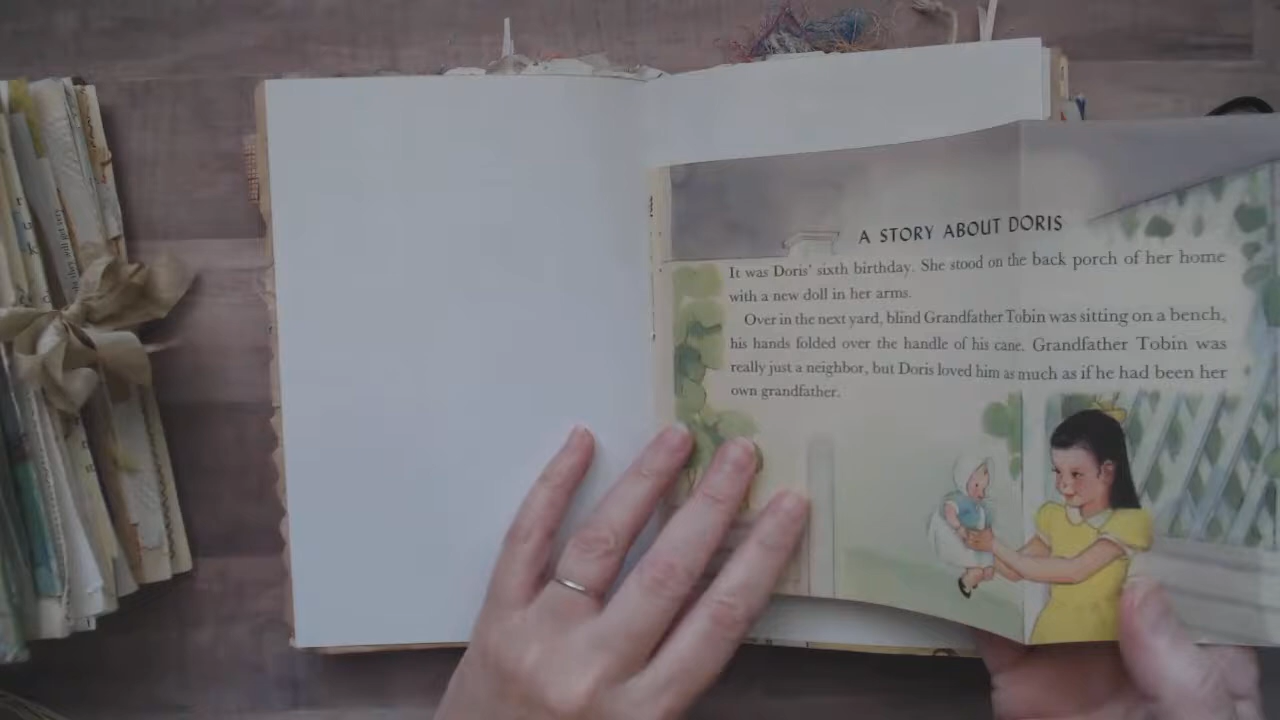 A STORY ABOUT DORIS
It was Doris' sixth birthday. She stood on the back porch of her home
with a new doll in her arms.
Over in the next yard, blind Grandfather Tobin was sitting on a bench,
his hands folded over the handle of his cane. Grandfather Tobin was
really just a neighbor, but Doris loved him as much as if he had been her
own grandfather.